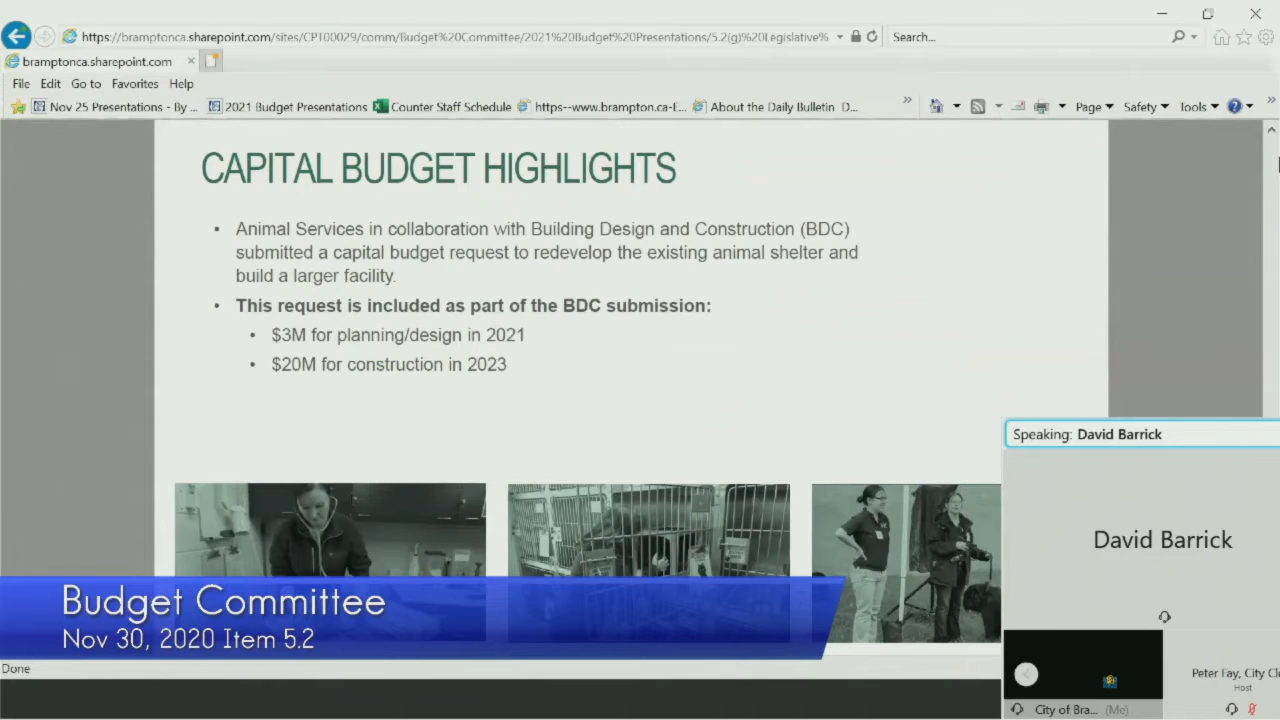 https://bramptonca.sharepoint.com/sites/CPT00029/comm/Budget%20Committee/2021%20Budget%20Presentations/5.2(g)%20Legislative%
Search...
bramptonca.sharepoint.com
File Edit Go to Favorites Help
Nov 25 Presentations - By ... 2021 Budget Presentations Counter Staff Schedule https--www.brampton.ca-E... About the Daily Bulletin D... Page Safety Tools
CAPITAL BUDGET HIGHLIGHTS
• Animal Services in collaboration with Building Design and Construction (BDC)
submitted a capital budget request to redevelop the existing animal shelter and
build a larger facility.
• This request is included as part of the BDC submission:
• $3M for planning/design in 2021
• $20M for construction in 2023
Speaking: David Barrick
David Barrick
Budget Committee
Nov 30, 2020 Item 5.2
Done
Peter Fay, City Cl
Host
City of Bra... (Me)